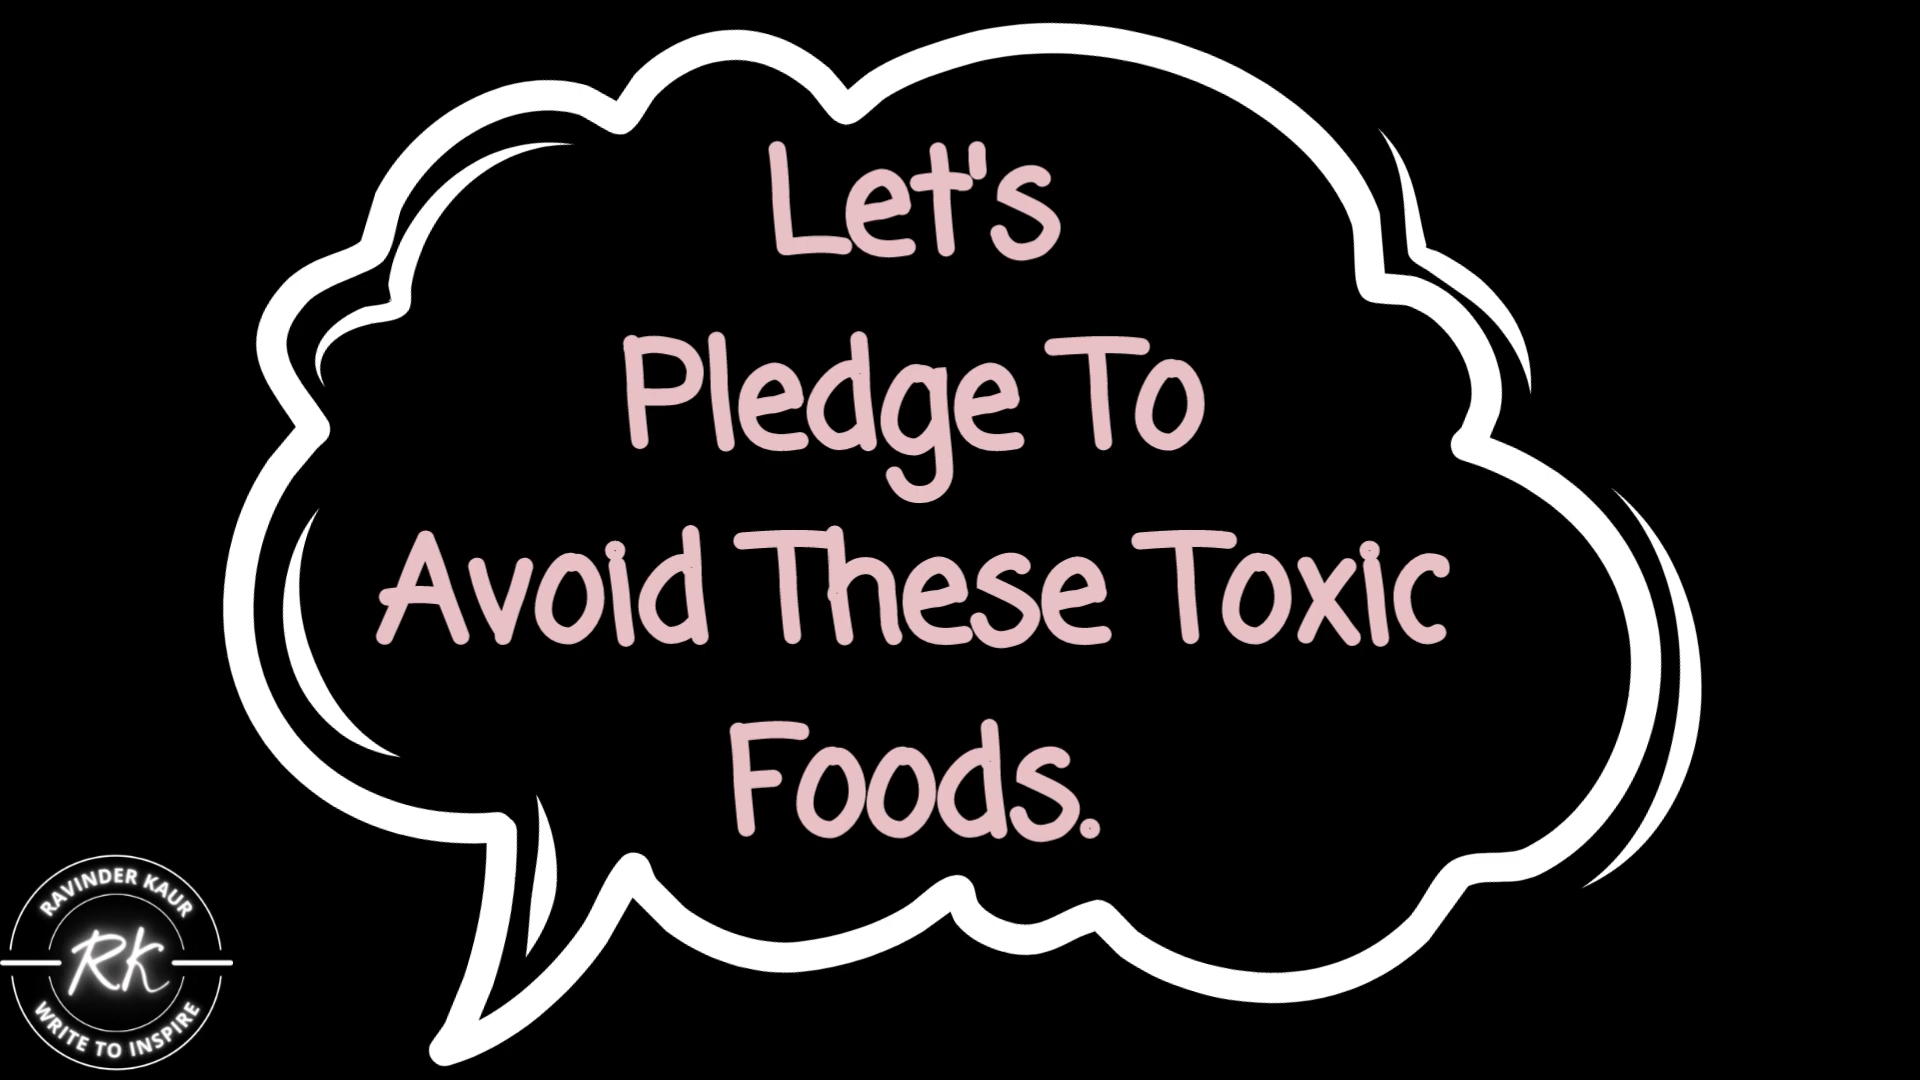 Let's
Pledge To
Avoid These Toxic
Foods.
RAVINDER KAUR
RK
WRITE TO INSPIRE